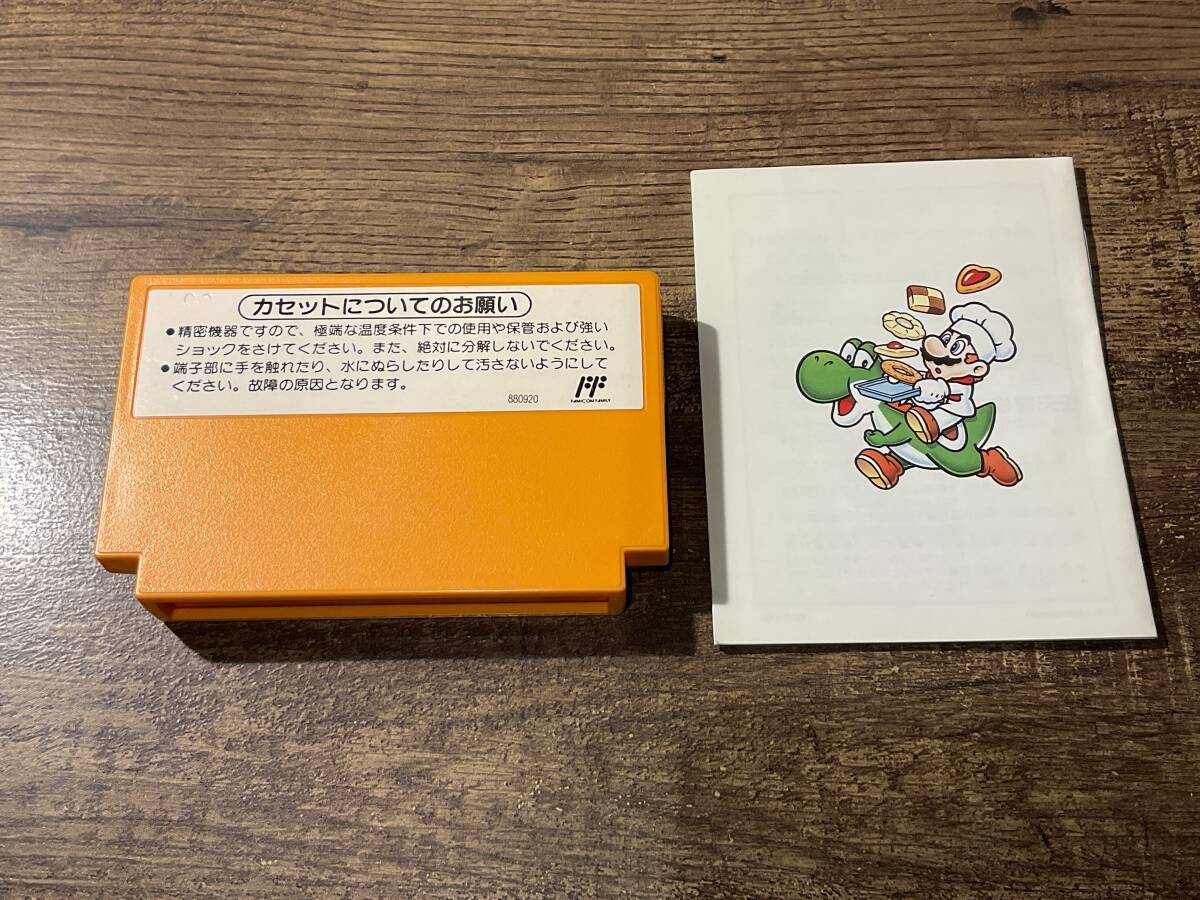 カセットについてのお願い
●精密機器ですので、極端な温度条件下での使用や保管および強い
ショックをさけてください。また、絶対に分解しないでください。
●端子部に手を触れたり、水にぬらしたりして汚さないようにして
ください。故障の原因となります。
880920
FAMICOM FAMILY